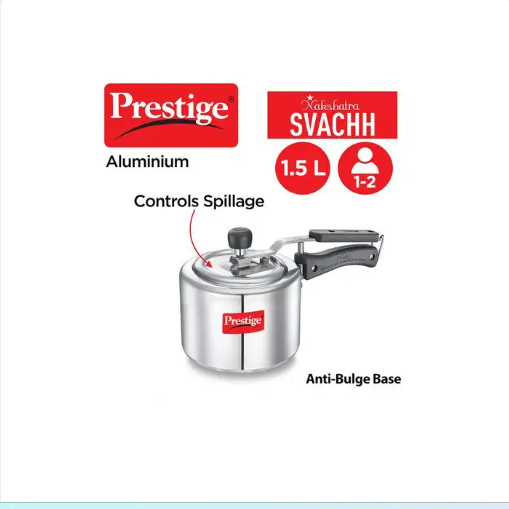 Prestige®
Nakshatra
SVACHH
Aluminium
1.5 L
1-2
Controls Spillage
Prestige
Anti-Bulge Base